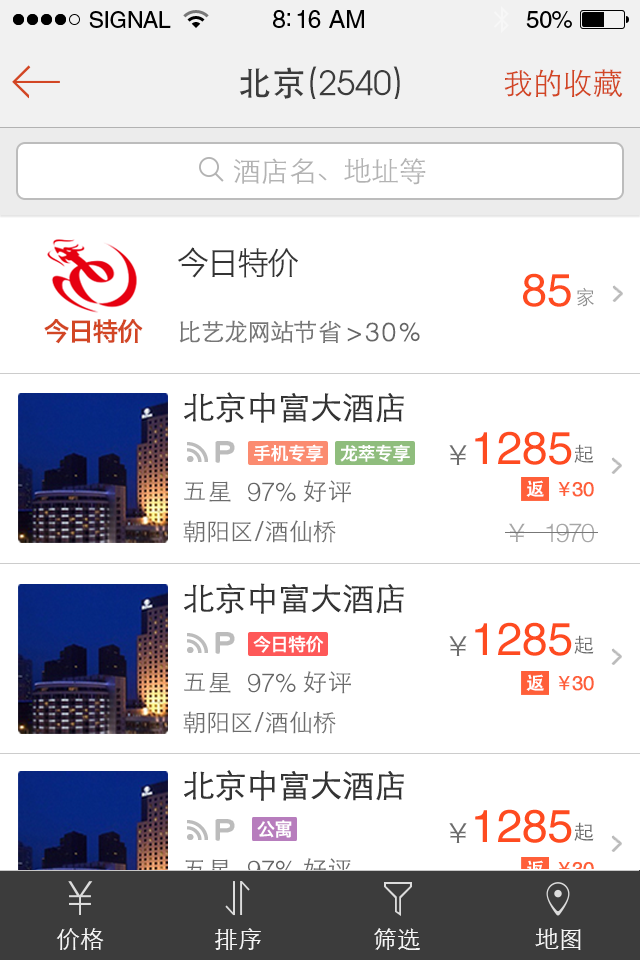 SIGNAL 8:16 AM 50%
北京(2540) 我的收藏
酒店名、地址等
今日特价
85家
今日特价
比艺龙网站节省>30%
北京中富大酒店
P 手机专享 龙萃专享
¥1285起
五星 97% 好评
返 ¥30
朝阳区/酒仙桥
¥ 1970
北京中富大酒店
P 今日特价
¥1285起
五星 97% 好评
返 ¥30
朝阳区/酒仙桥
北京中富大酒店
P 公寓
¥1285起
五星 97% 好评
返 ¥30
价格 排序 筛选 地图